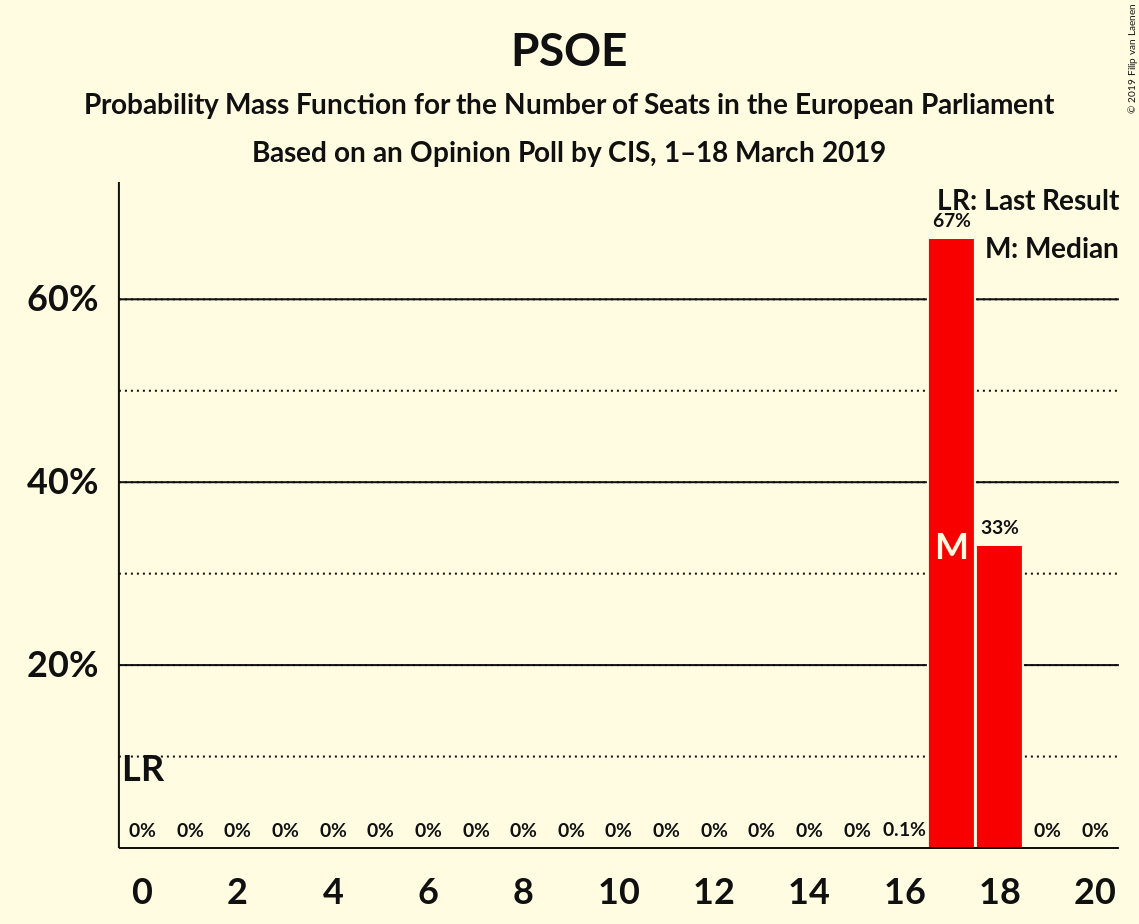 PSOE
Probability Mass Function for the Number of Seats in the European Parliament
Based on an Opinion Poll by CIS, 1–18 March 2019
© 2019 Filip van Laenen
LR: Last Result
67%
M: Median
60%
40%
33%
M
20%
LR
0% 0% 0% 0% 0% 0% 0% 0% 0% 0% 0% 0% 0% 0% 0% 0% 0.1% 0% 0%
0 2 4 6 8 10 12 14 16 18 20